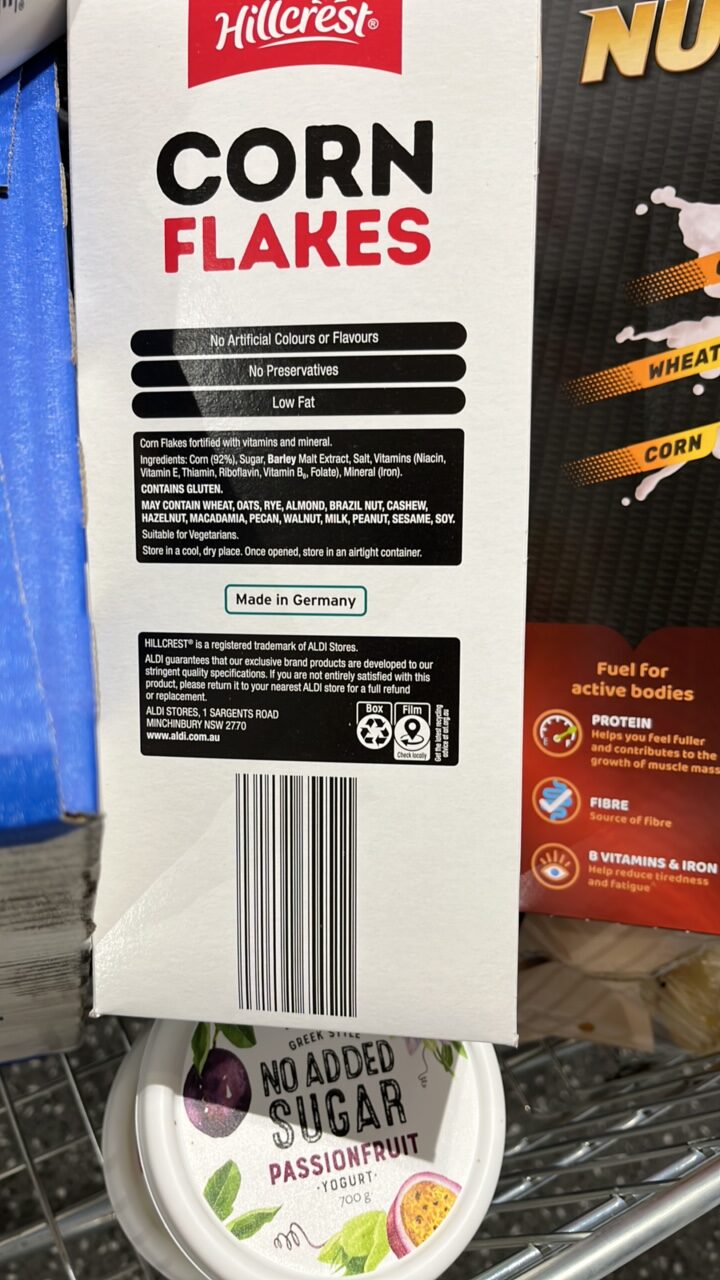 Hillcrest®
CORN
FLAKES
No Artificial Colours or Flavours
No Preservatives
Low Fat
Corn Flakes fortified with vitamins and mineral.
Ingredients: Corn (92%), Sugar, Barley Malt Extract, Salt, Vitamins (Niacin,
Vitamin E, Thiamin, Riboflavin, Vitamin B₆, Folate), Mineral (Iron).
CONTAINS GLUTEN.
MAY CONTAIN WHEAT, OATS, RYE, ALMOND, BRAZIL NUT, CASHEW,
HAZELNUT, MACADAMIA, PECAN, WALNUT, MILK, PEANUT, SESAME, SOY.
Suitable for Vegetarians.
Store in a cool, dry place. Once opened, store in an airtight container.
Made in Germany
HILLCREST® is a registered trademark of ALDI Stores.
ALDI guarantees that our exclusive brand products are developed to our
stringent quality specifications. If you are not entirely satisfied with this
product, please return it to your nearest ALDI store for a full refund
or replacement.
ALDI STORES, 1 SARGENTS ROAD
MINCHINBURY NSW 2770
www.aldi.com.au
Box
Film
Check locally
Get the latest recycling
advice at arl.org.au
NU
WHEAT
CORN
Fuel for
active bodies
PROTEIN
Helps you feel fuller
and contributes to the
growth of muscle mass
FIBRE
Source of fibre
B VITAMINS & IRON
Help reduce tiredness
and fatigue^
GREEK STYLE
NO ADDED
SUGAR
PASSIONFRUIT
·YOGURT·
700 g